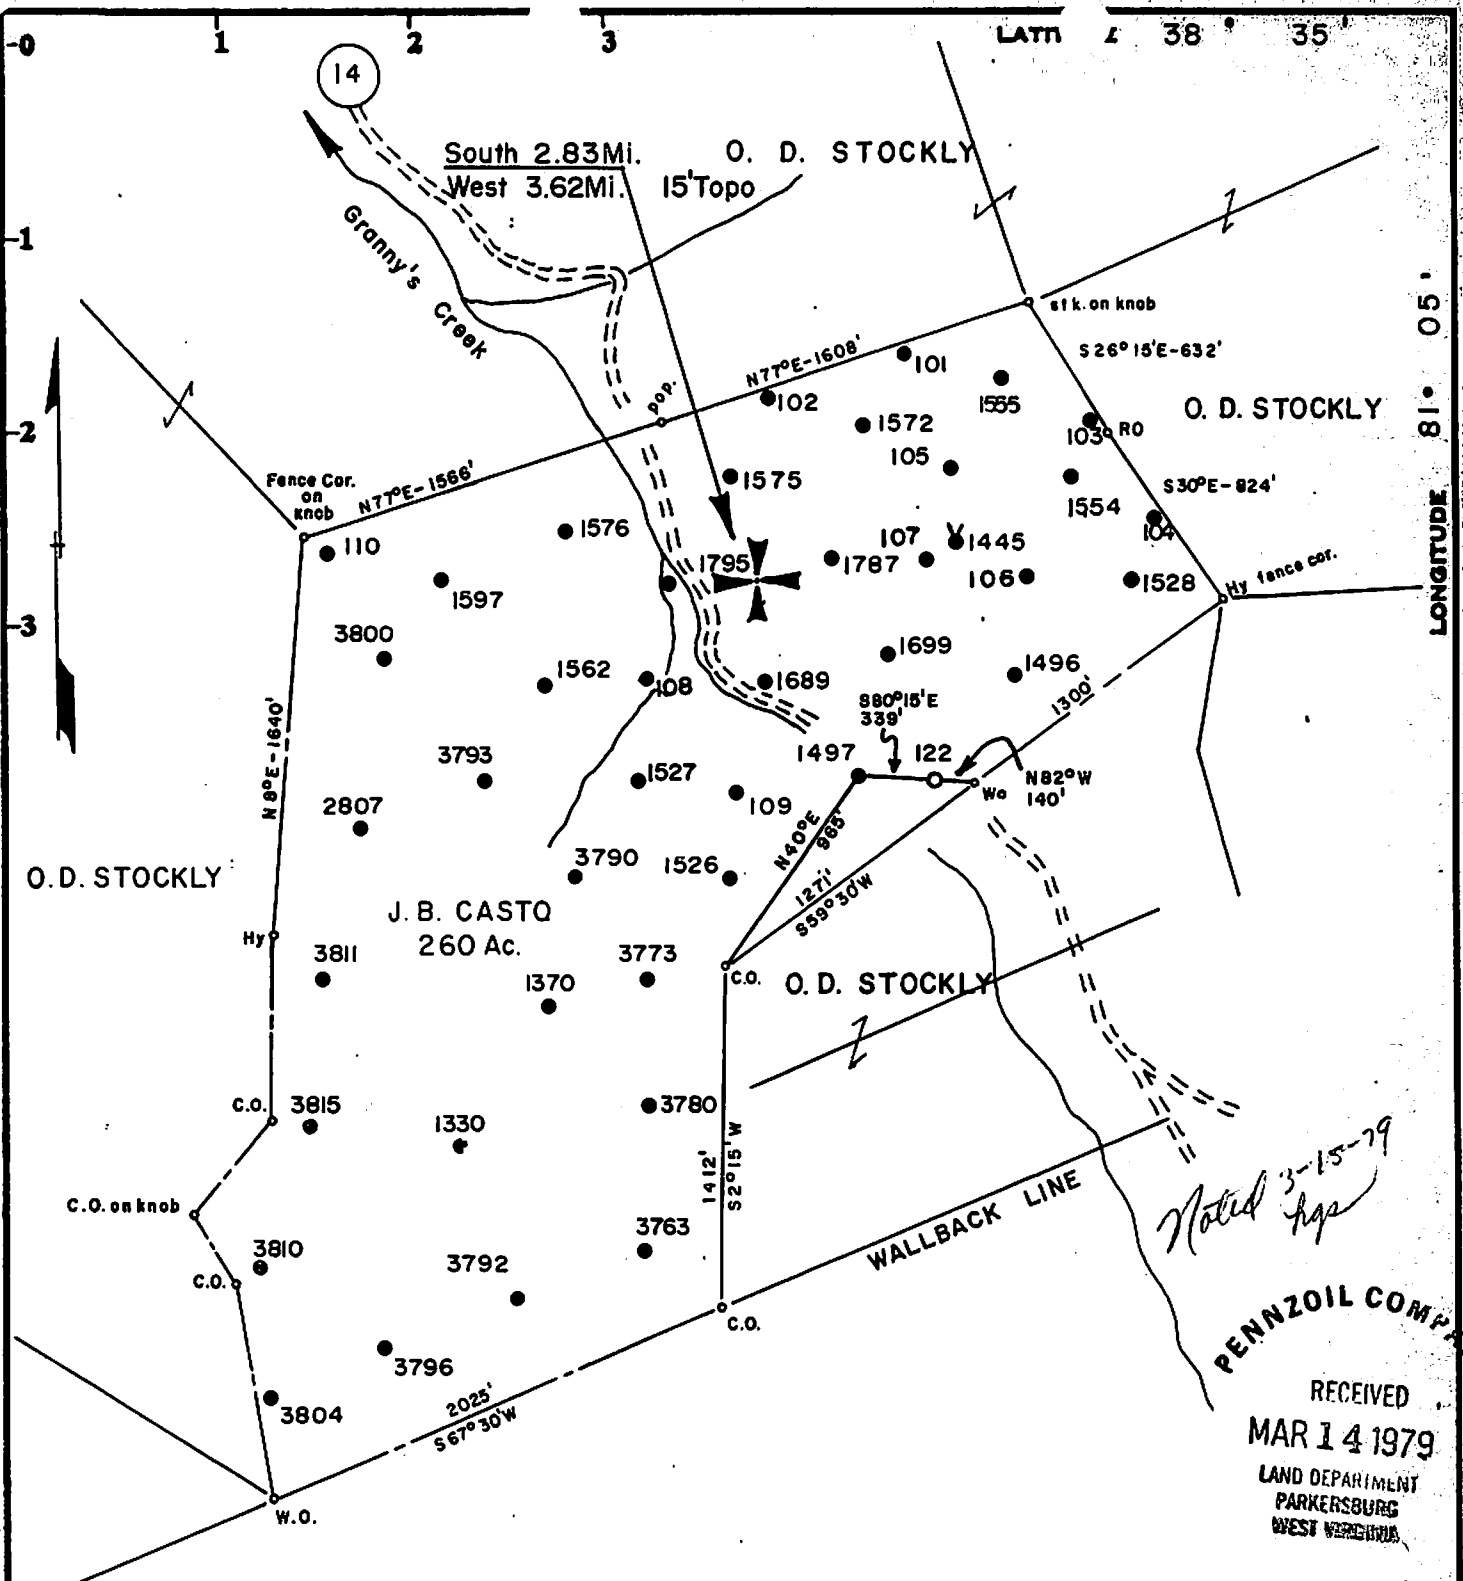 1 2 3
LATIT E 38° 35'
0
14
South 2.83Mi.
West 3.62Mi. 15'Topo
O. D. STOCKLY
1
Granny's Creek
LONGITUDE 81° 05'
stk. on knob
S26°15'E-632'
N77°E-1608'
101
1555
102
O. D. STOCKLY
2
pop.
1572
103
RO
105
Fence Cor.
on
knob
N77°E-1566'
1575
1554
S30°E-824'
104
1576
107
1445
110
1795
1787
106
1528
Hy fence cor.
1597
3
3800
1699
1562
108
1689
1496
S80°15'E
339'
1300'
N8°E-1640'
3793
1497
122
1527
N82°W
140'
Wo
2807
109
N40°E
965'
3790
1526
O.D. STOCKLY
1271'
S59°30'W
J. B. CASTO
260 Ac.
Hy
3811
3773
C.O.
O. D. STOCKLY
1370
C.O.
3815
3780
1330
1412'
S2°15'W
Noted 3-15-79
hgs
C.O. on knob
WALLBACK LINE
3763
3810
C.O.
3792
C.O.
PENNZOIL COMPA
3796
RECEIVED
3804
2025'
S67°30'W
MAR 14 1979
LAND DEPARTMENT
PARKERSBURG
WEST VIRGINIA
W.O.